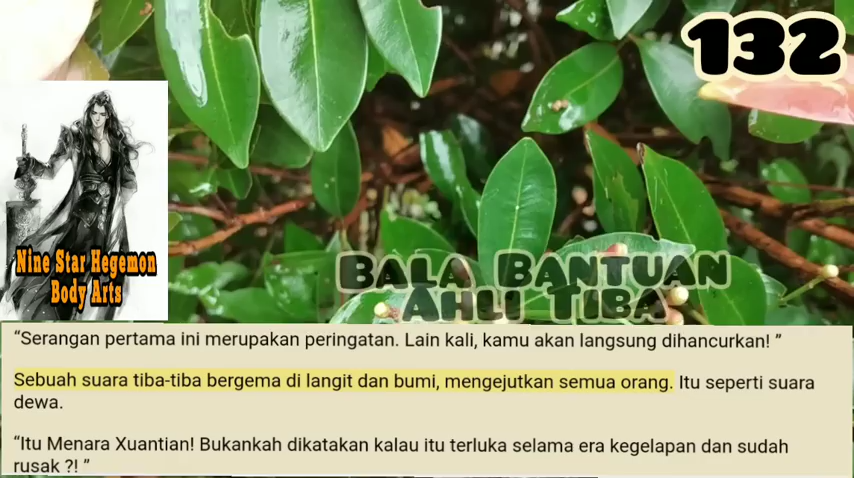 132
Nine Star Hegemon
Body Arts
BALA BANTUAN
AHLI TIBA
“Serangan pertama ini merupakan peringatan. Lain kali, kamu akan langsung dihancurkan! ”
Sebuah suara tiba-tiba bergema di langit dan bumi, mengejutkan semua orang. Itu seperti suara
dewa.
“Itu Menara Xuantian! Bukankah dikatakan kalau itu terluka selama era kegelapan dan sudah
rusak ?! ”